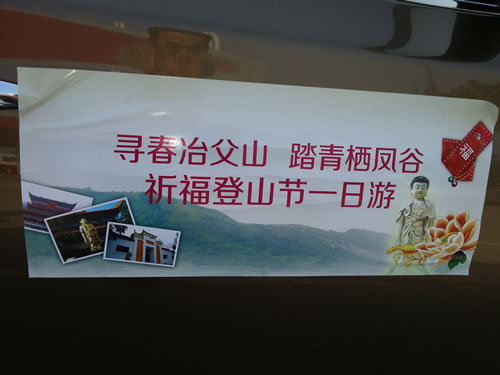 寻春冶父山 踏青栖凤谷
祈福登山节一日游
福